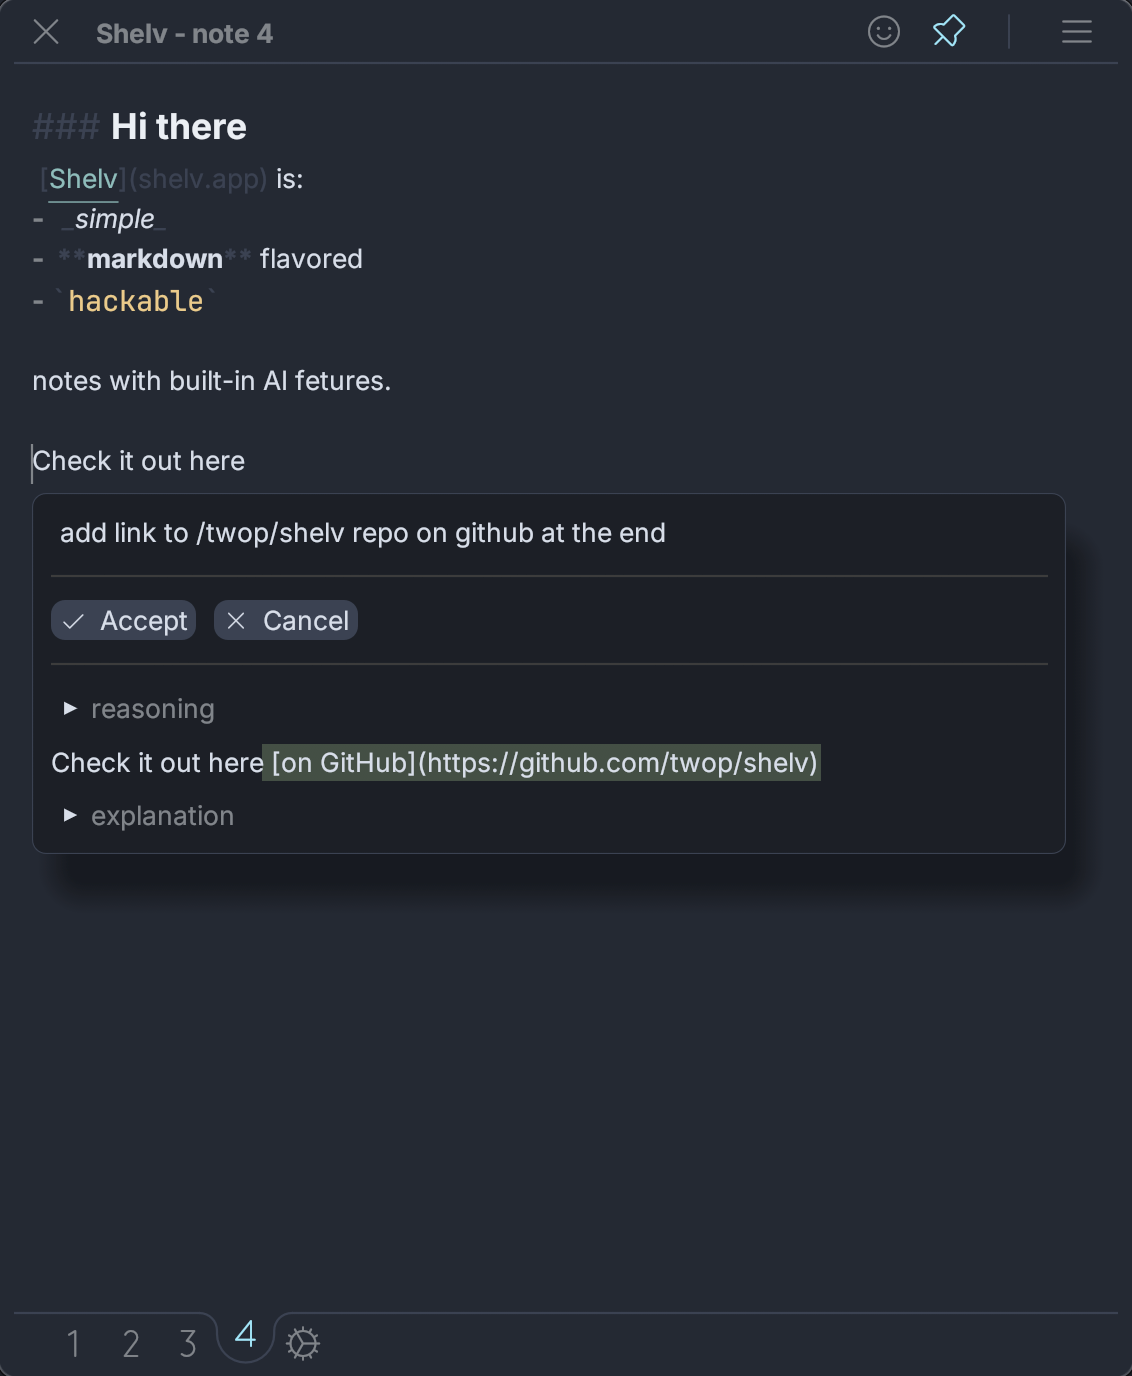 Shelv - note 4
### Hi there
[Shelv](shelv.app) is:
- _simple_
- **markdown** flavored
- `hackable`
notes with built-in AI fetures.
Check it out here
add link to /twop/shelv repo on github at the end
Accept Cancel
reasoning
Check it out here [on GitHub](https://github.com/twop/shelv)
explanation
1 2 3 4